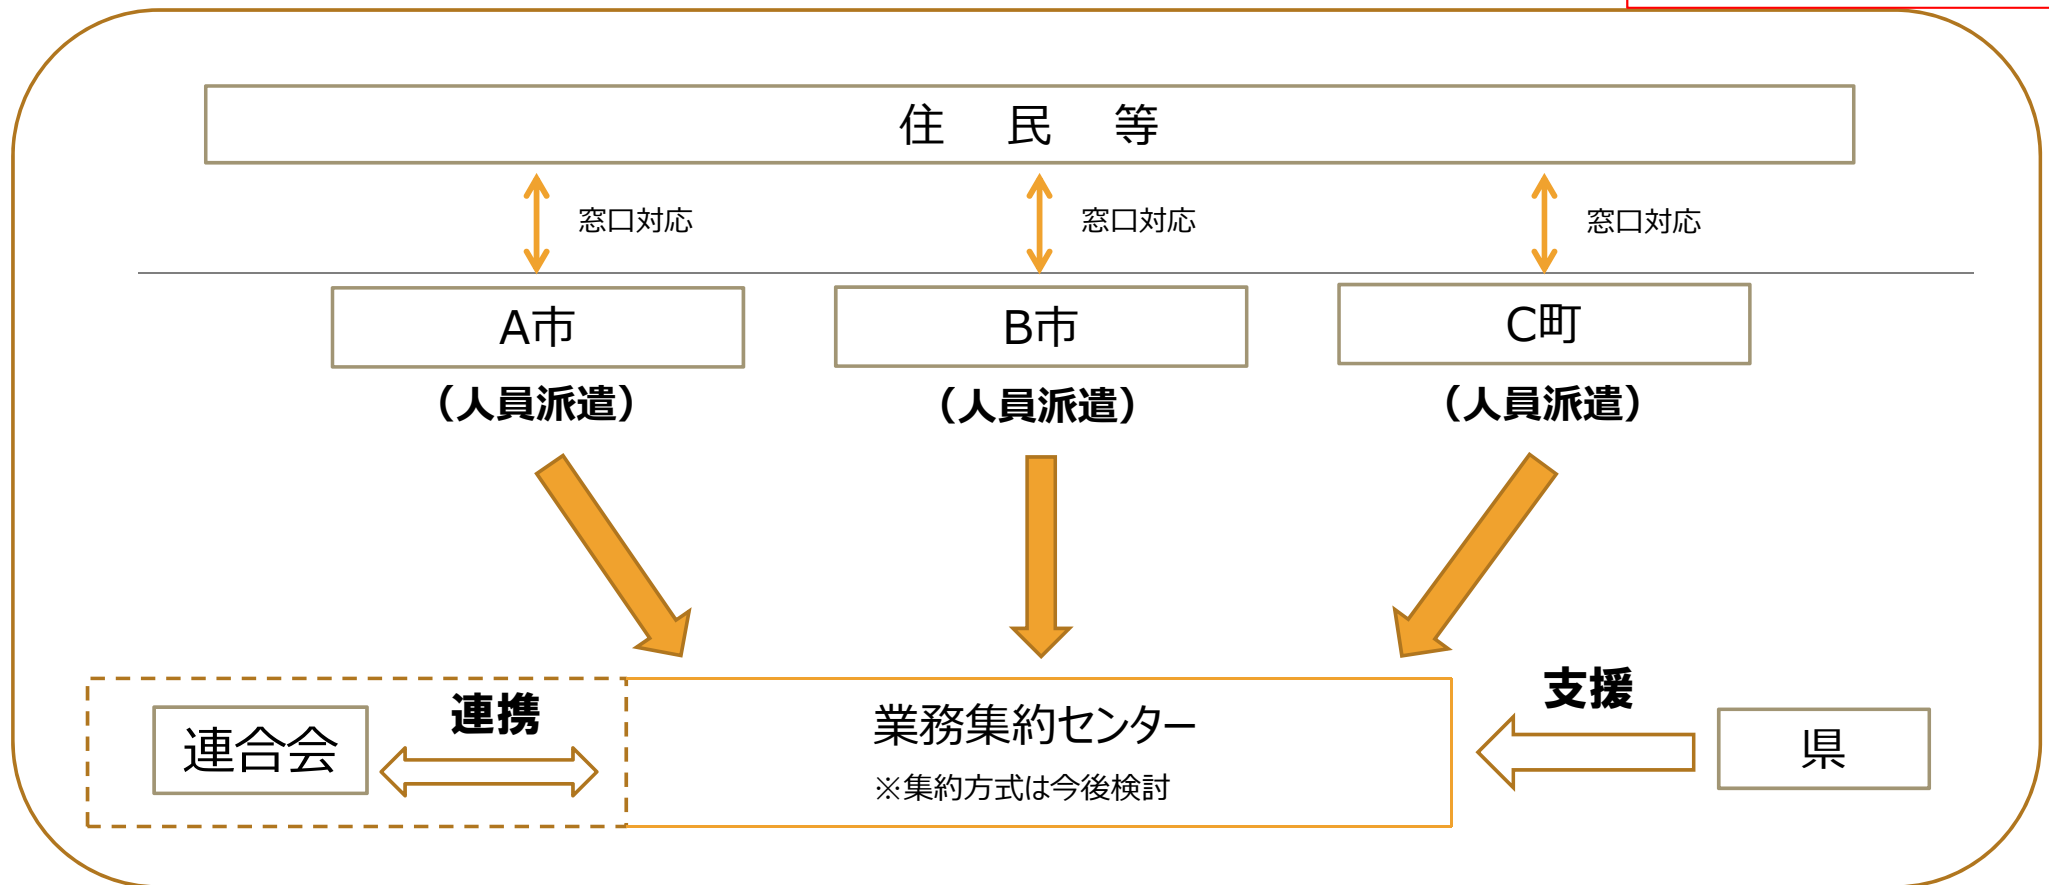 住　民　等
窓口対応
窓口対応
窓口対応
A市
B市
C町
（人員派遣）
（人員派遣）
（人員派遣）
支援
連携
業務集約センター
連合会
県
※集約方式は今後検討